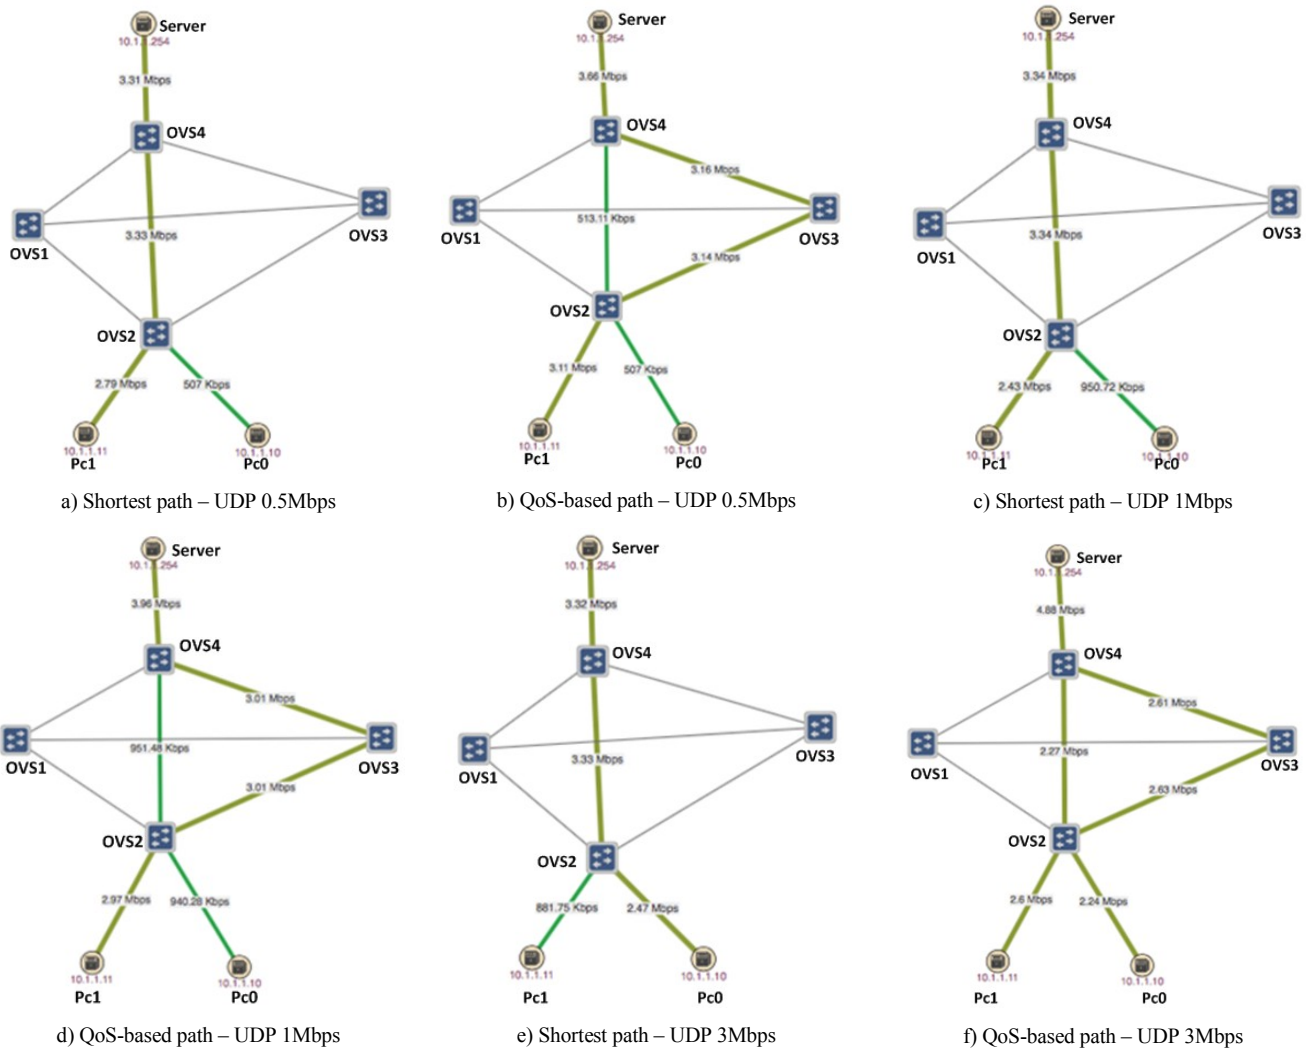 Server
10.1.1.254
3.31 Mbps
OVS4
OVS1
3.33 Mbps
OVS3
OVS2
2.79 Mbps
507 Kbps
10.1.1.11
10.1.1.10
Pc1
Pc0
a) Shortest path – UDP 0.5Mbps
Server
10.1.1.254
3.66 Mbps
OVS4
3.16 Mbps
OVS1
513.11 Kbps
OVS3
3.14 Mbps
OVS2
3.11 Mbps
507 Kbps
10.1.1.11
10.1.1.10
Pc1
Pc0
b) QoS-based path – UDP 0.5Mbps
Server
10.1.1.254
3.34 Mbps
OVS4
OVS1
3.34 Mbps
OVS3
OVS2
2.43 Mbps
950.72 Kbps
10.1.1.11
10.1.1.10
Pc1
Pc0
c) Shortest path – UDP 1Mbps
Server
10.1.1.254
3.96 Mbps
OVS4
3.01 Mbps
OVS1
951.48 Kbps
OVS3
3.01 Mbps
OVS2
2.97 Mbps
940.28 Kbps
10.1.1.11
10.1.1.10
Pc1
Pc0
d) QoS-based path – UDP 1Mbps
Server
10.1.1.254
3.32 Mbps
OVS4
OVS1
3.33 Mbps
OVS3
OVS2
881.75 Kbps
2.47 Mbps
10.1.1.11
10.1.1.10
Pc1
Pc0
e) Shortest path – UDP 3Mbps
Server
10.1.1.254
4.88 Mbps
OVS4
2.61 Mbps
OVS1
2.27 Mbps
OVS3
2.63 Mbps
OVS2
2.6 Mbps
2.24 Mbps
10.1.1.11
10.1.1.10
Pc1
Pc0
f) QoS-based path – UDP 3Mbps